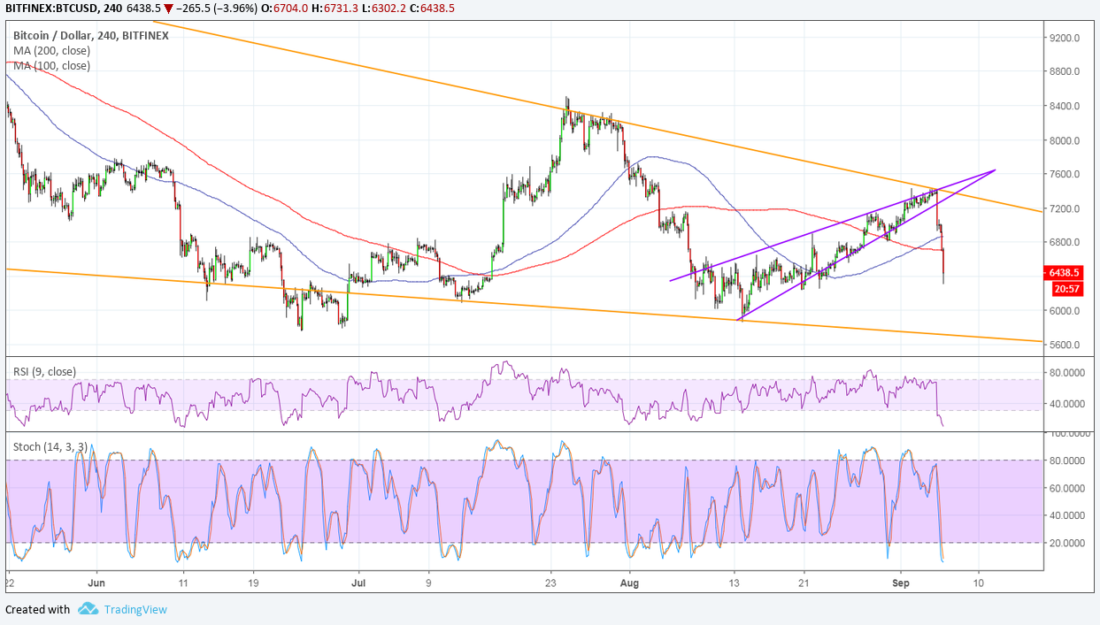 BITFINEX:BTCUSD, 240 6438.5 ▼ −265.5 (−3.96%) O:6704.0 H:6731.3 L:6302.2 C:6438.5
Bitcoin / Dollar, 240, BITFINEX
MA (200, close)
MA (100, close)
9200.0
8800.0
8400.0
8000.0
7600.0
7200.0
6800.0
6438.5
20:57
6000.0
5600.0
RSI (9, close)
80.0000
40.0000
Stoch (14, 3, 3)
100.0000
80.0000
60.0000
40.0000
20.0000
22 Jun 11 19 Jul 9 23 Aug 13 21 Sep 10
Created with TradingView